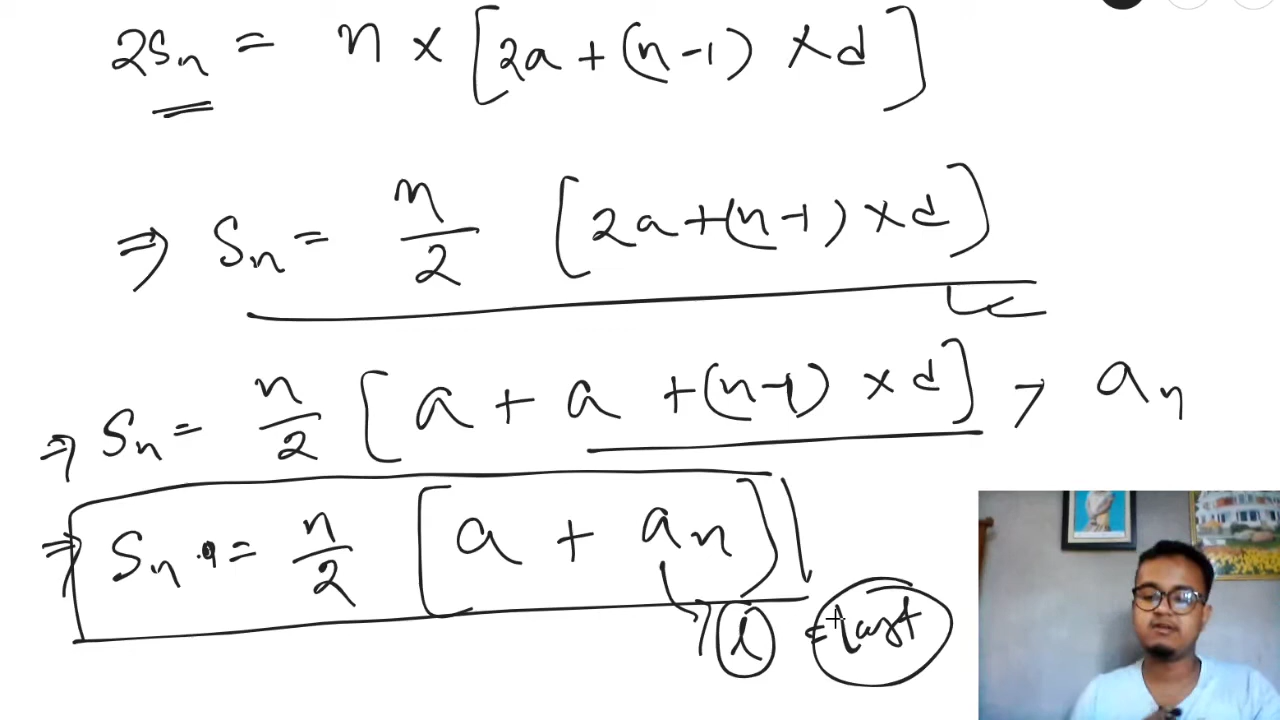 2Sn = n × [2a + (n-1) × d]
⇒ Sn = n/2 [2a+(n-1) × d]
⇒ Sn = n/2 [a + a + (n-1) × d] → an
⇒ Sn = n/2 [a + an]
l = last